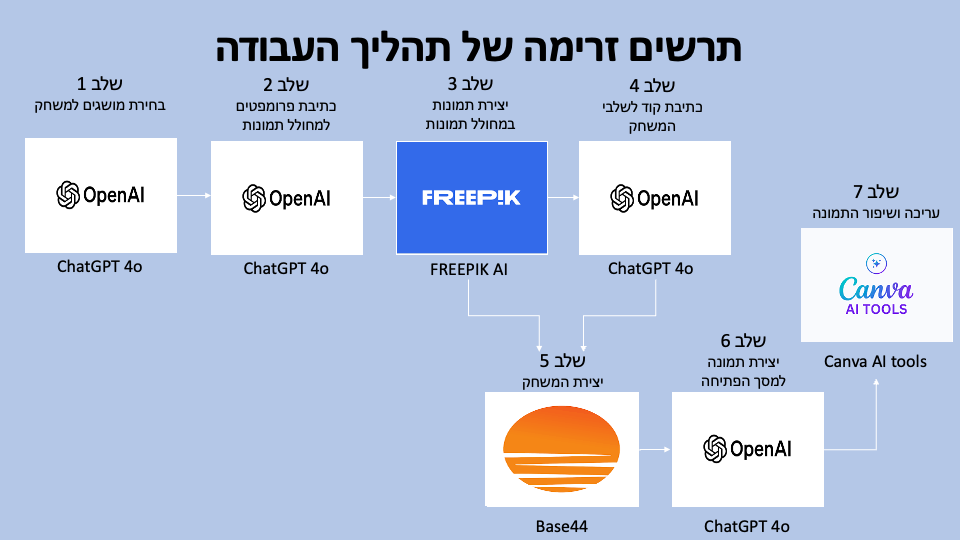 תרשים זרימה של תהליך העבודה
שלב 1
בחירת מושגים למשחק
OpenAI
ChatGPT 4o
שלב 2
כתיבת פרומפטים
למחולל תמונות
OpenAI
ChatGPT 4o
שלב 3
יצירת תמונות
במחולל תמונות
FREEPIK
FREEPIK AI
שלב 4
כתיבת קוד לשלבי
המשחק
OpenAI
ChatGPT 4o
שלב 5
יצירת המשחק
Base44
שלב 6
יצירת תמונה
למסך הפתיחה
OpenAI
ChatGPT 4o
שלב 7
עריכה ושיפור התמונה
Canva
AI TOOLS
Canva AI tools